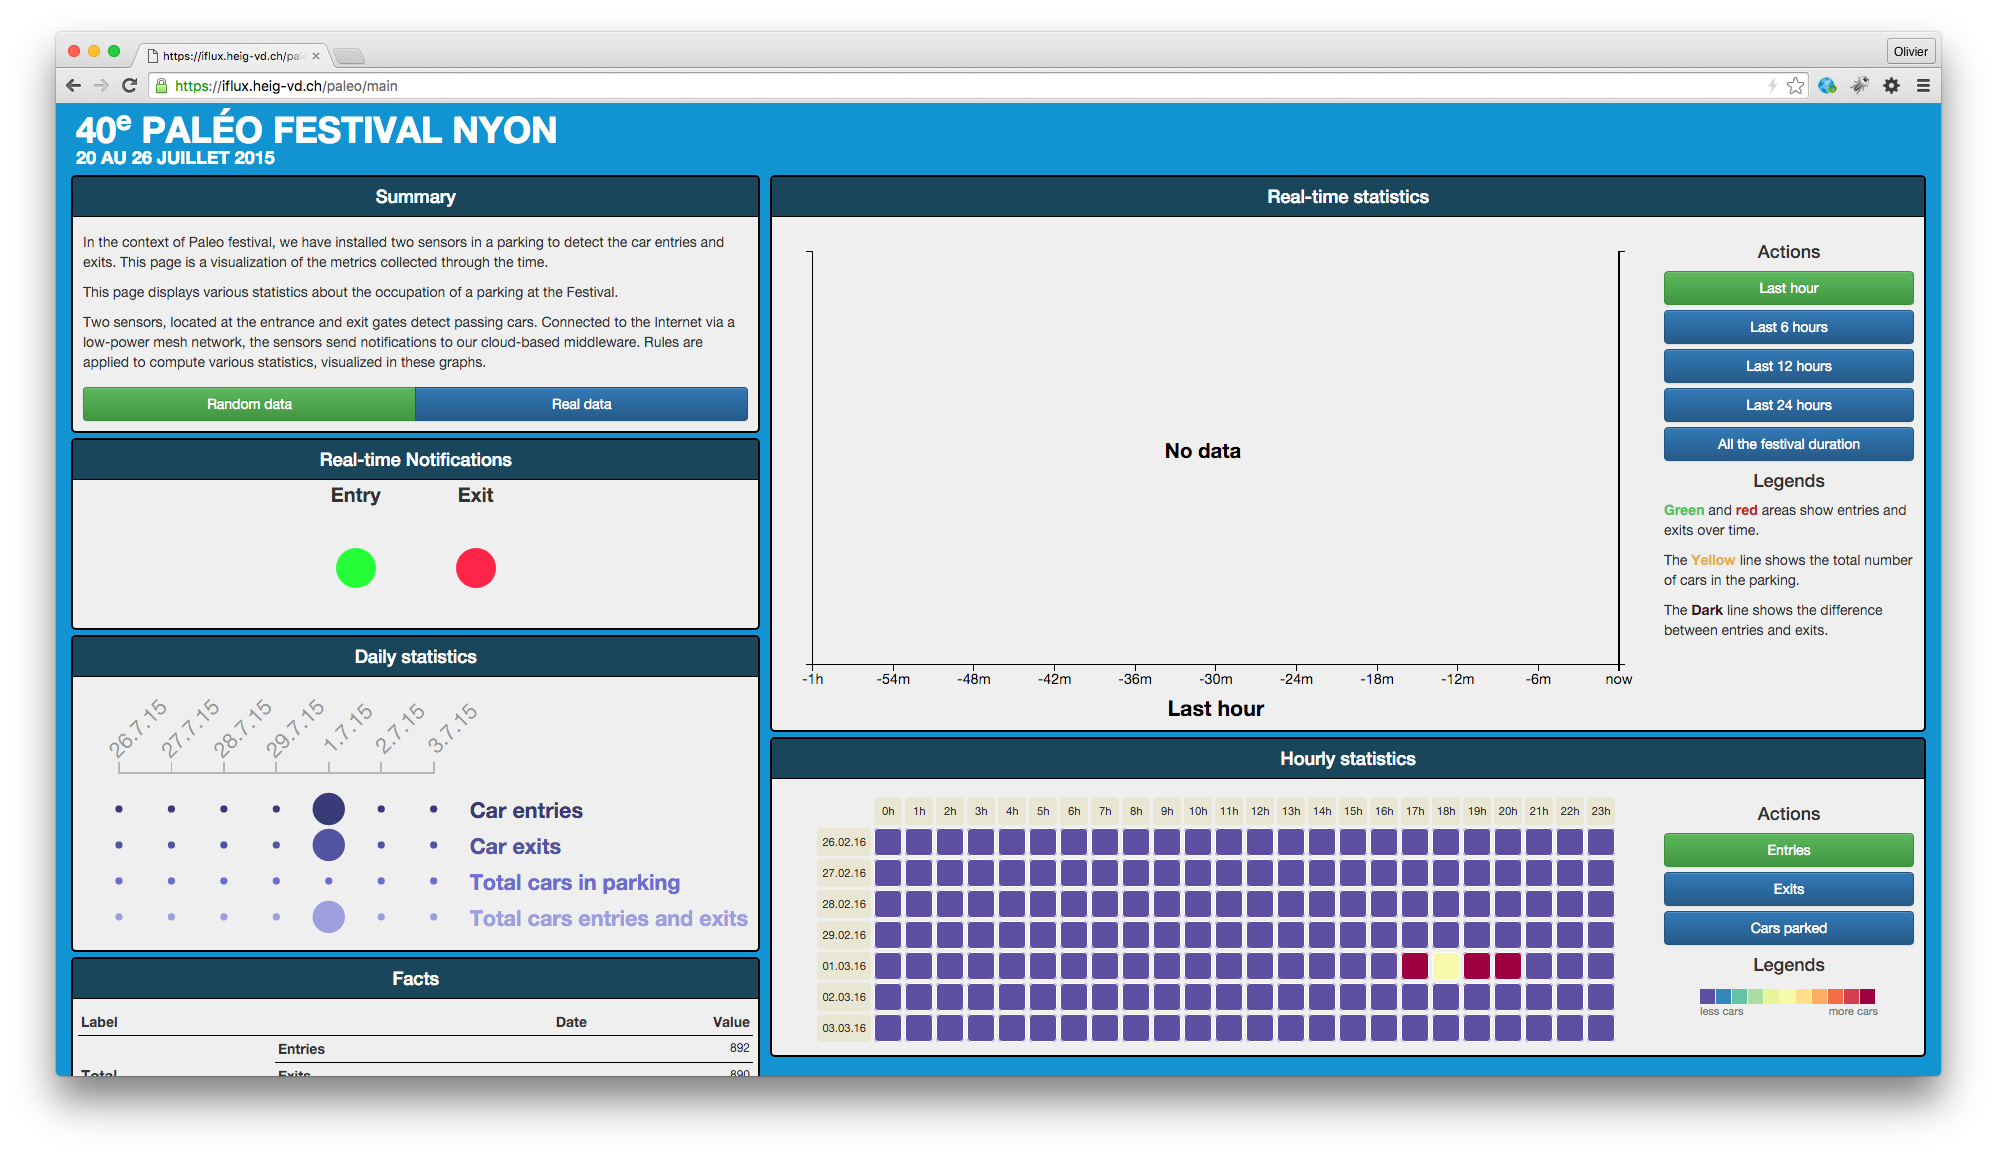 https://iflux.heig-vd.ch/pal
Olivier
https://iflux.heig-vd.ch/paleo/main
40e PALÉO FESTIVAL NYON
20 AU 26 JUILLET 2015
Summary
In the context of Paleo festival, we have installed two sensors in a parking to detect the car entries and
exits. This page is a visualization of the metrics collected through the time.
This page displays various statistics about the occupation of a parking at the Festival.
Two sensors, located at the entrance and exit gates detect passing cars. Connected to the Internet via a
low-power mesh network, the sensors send notifications to our cloud-based middleware. Rules are
applied to compute various statistics, visualized in these graphs.
Random data
Real data
Real-time Notifications
Entry Exit
Daily statistics
26.7.15 27.7.15 28.7.15 29.7.15 1.7.15 2.7.15 3.7.15
Car entries
Car exits
Total cars in parking
Total cars entries and exits
Facts
Label Date Value
Entries 892
Total Exits 890
Real-time statistics
No data
-1h -54m -48m -42m -36m -30m -24m -18m -12m -6m now
Last hour
Actions
Last hour
Last 6 hours
Last 12 hours
Last 24 hours
All the festival duration
Legends
Green and red areas show entries and
exits over time.
The Yellow line shows the total number
of cars in the parking.
The Dark line shows the difference
between entries and exits.
Hourly statistics
0h 1h 2h 3h 4h 5h 6h 7h 8h 9h 10h 11h 12h 13h 14h 15h 16h 17h 18h 19h 20h 21h 22h 23h
26.02.16
27.02.16
28.02.16
29.02.16
01.03.16
02.03.16
03.03.16
Actions
Entries
Exits
Cars parked
Legends
less cars more cars